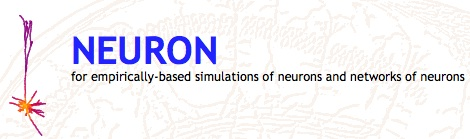 NEURON
for empirically-based simulations of neurons and networks of neurons